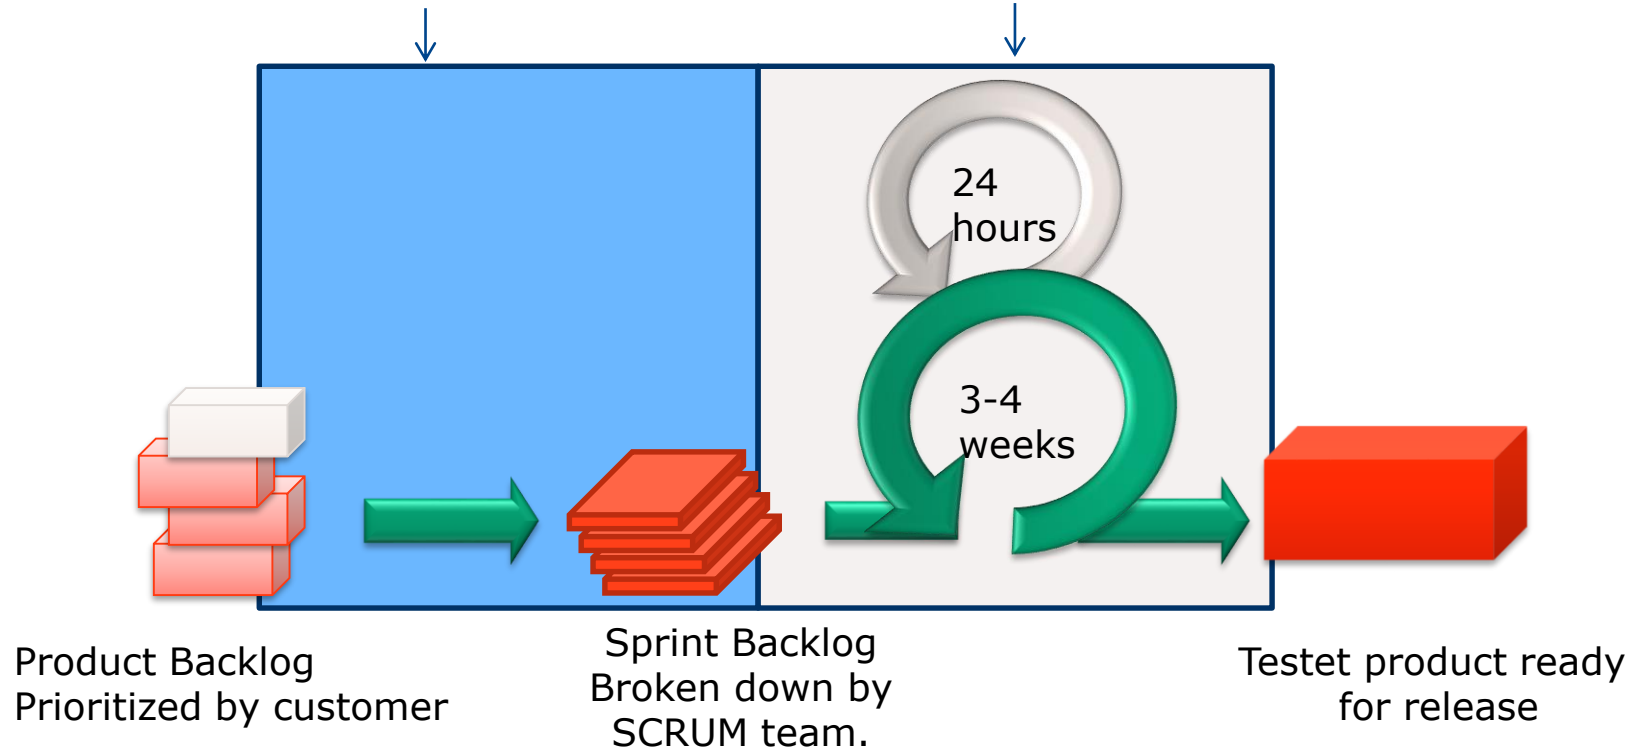 24
hours
3-4
weeks
Product Backlog
Prioritized by customer
Sprint Backlog
Broken down by
SCRUM team.
Testet product ready
for release